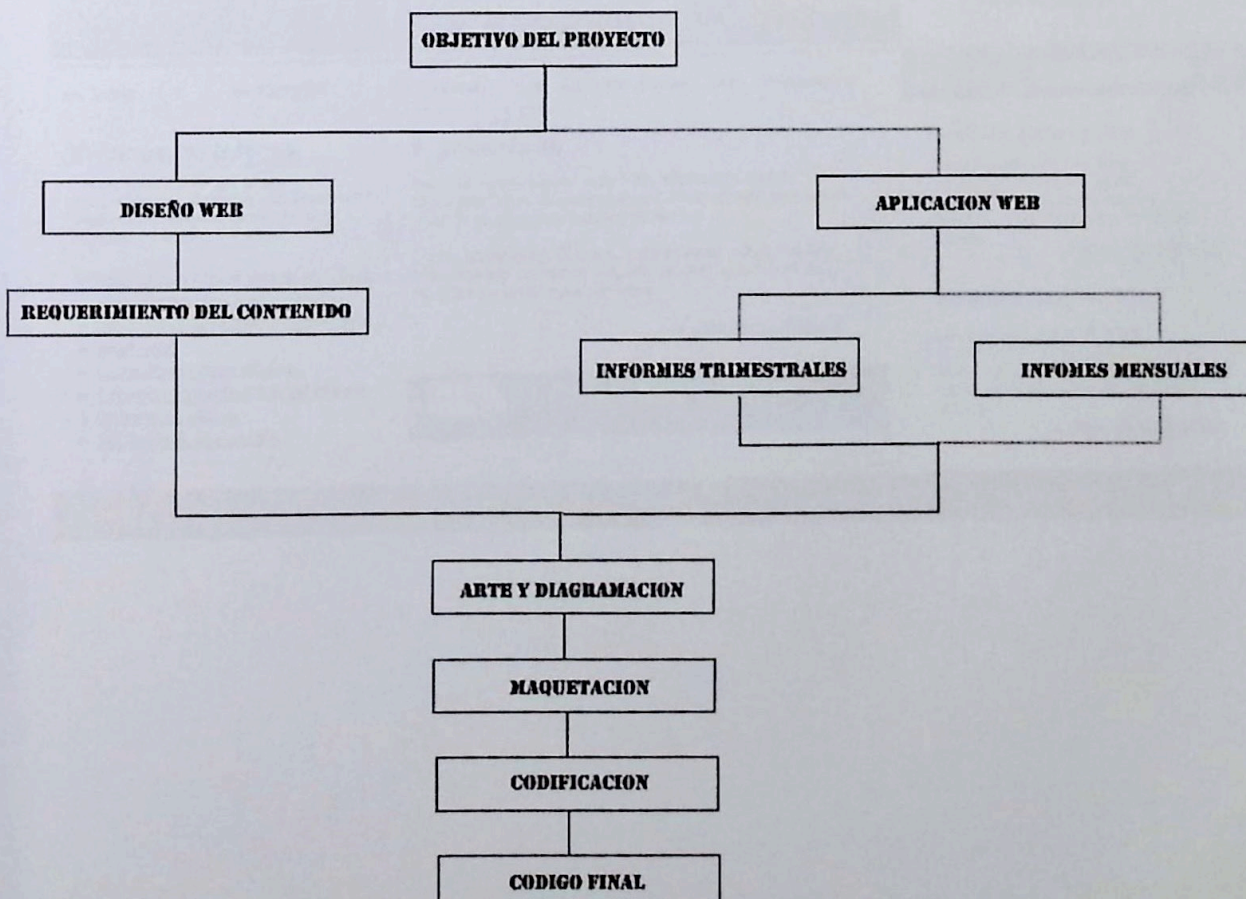 OBJETIVO DEL PROYECTO
DISEÑO WEB
APLICACION WEB
REQUERIMIENTO DEL CONTENIDO
INFORMES TRIMESTRALES
INFOMES MENSUALES
ARTE Y DIAGRAMACION
MAQUETACION
CODIFICACION
CODIGO FINAL